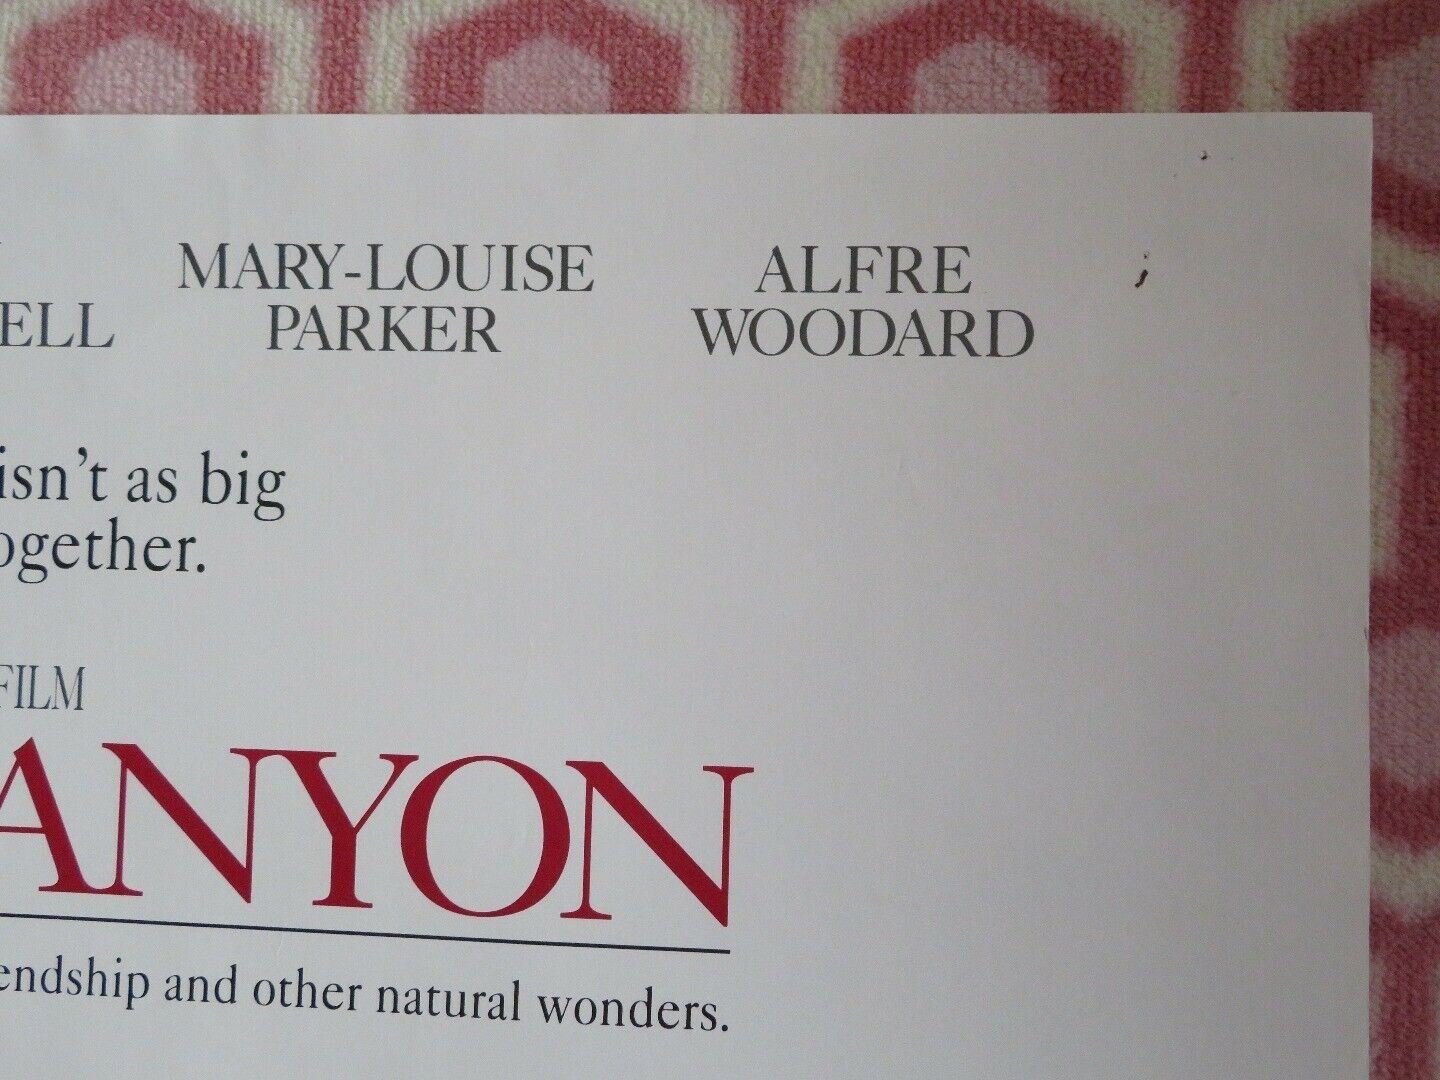 MARY-LOUISE ALFRE
ELL PARKER WOODARD
isn't as big
ogether.
FILM
ANYON
endship and other natural wonders.